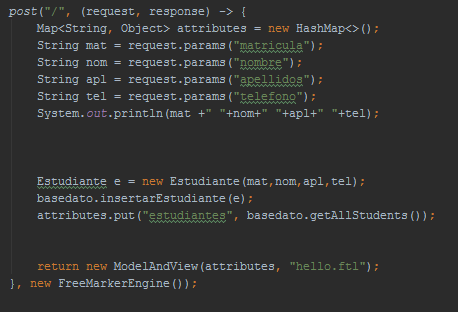 post("/", (request, response) -> {
Map<String, Object> attributes = new HashMap<>();
String mat = request.params("matricula");
String nom = request.params("nombre");
String apl = request.params("apellidos");
String tel = request.params("telefono");
System.out.println(mat +" "+nom+" "+apl+" "+tel);
Estudiante e = new Estudiante(mat,nom,apl,tel);
basedato.insertarEstudiante(e);
attributes.put("estudiantes", basedato.getAllStudents());
return new ModelAndView(attributes, "hello.ftl");
}, new FreeMarkerEngine());